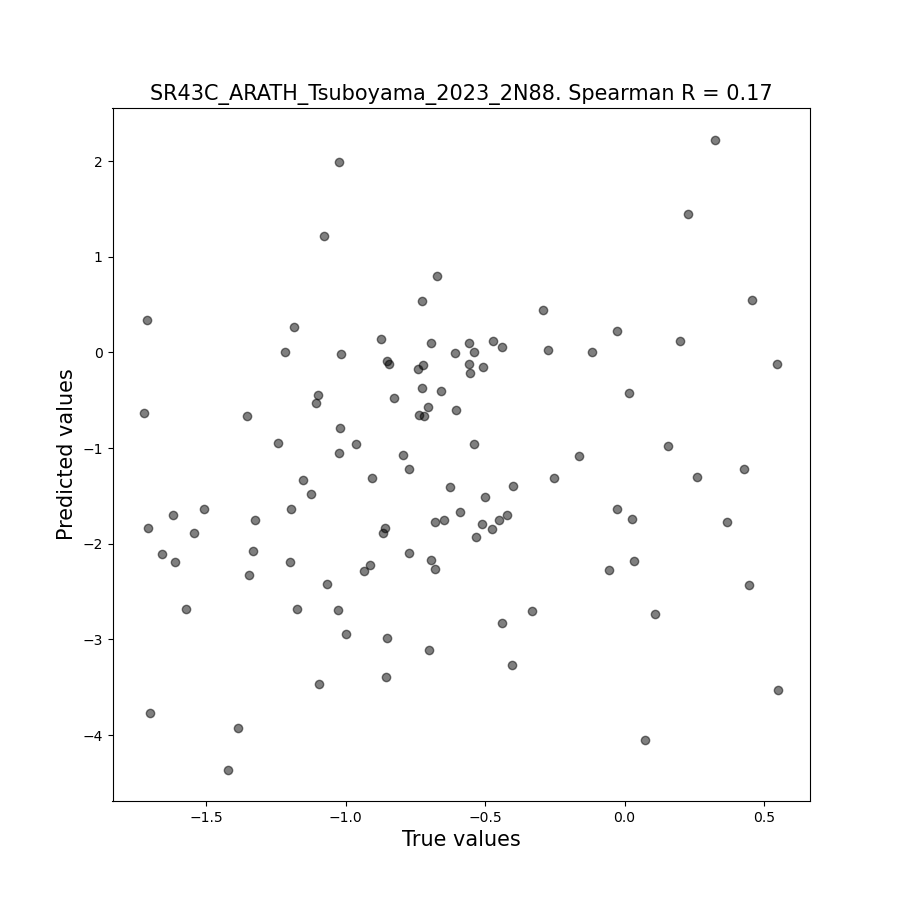 SR43C_ARATH_Tsuboyama_2023_2N88. Spearman R = 0.17
2
1
0
−1
−2
−3
−4
Predicted values
−1.5 −1.0 −0.5 0.0 0.5
True values